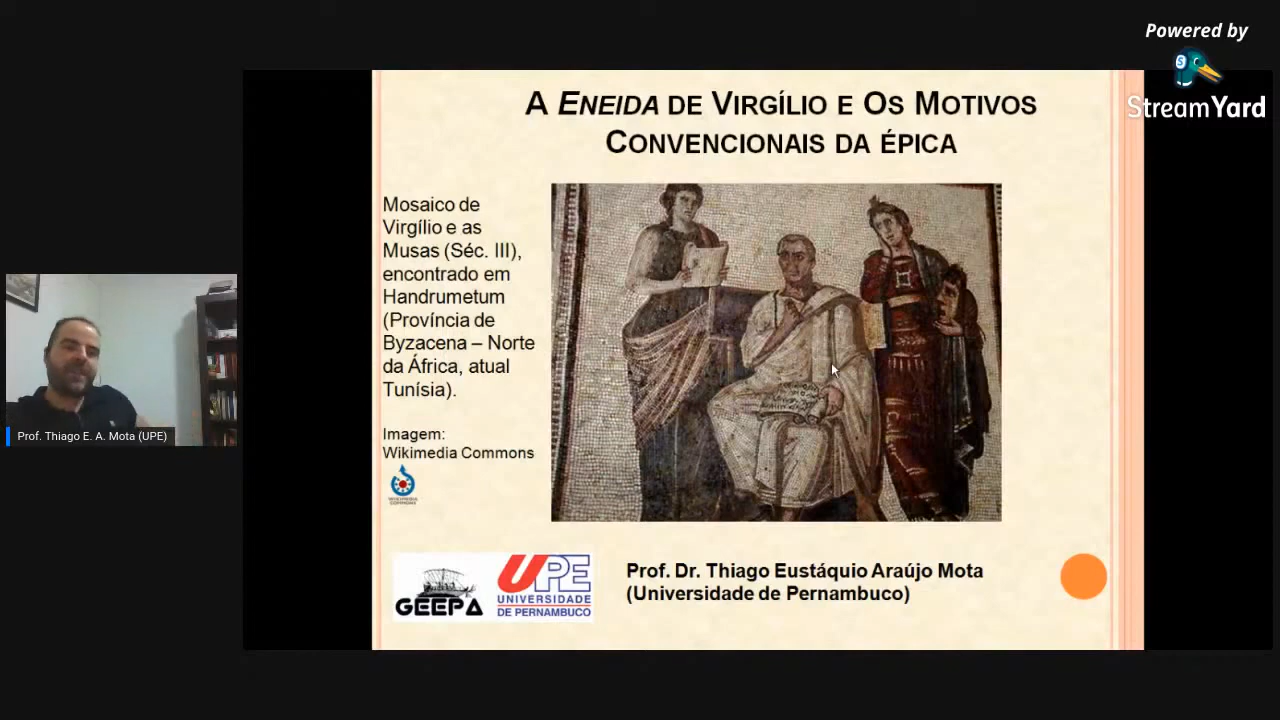 Powered by
StreamYard
A ENEIDA DE VIRGÍLIO E OS MOTIVOS
CONVENCIONAIS DA ÉPICA
Mosaico de
Virgílio e as
Musas (Séc. III),
encontrado em
Handrumetum
(Província de
Byzacena – Norte
da África, atual
Tunísia).
Imagem:
Wikimedia Commons
WIKIMEDIA
COMMONS
Prof. Thiago E. A. Mota (UPE)
GEEPA
UPE
UNIVERSIDADE
DE PERNAMBUCO
Prof. Dr. Thiago Eustáquio Araújo Mota
(Universidade de Pernambuco)